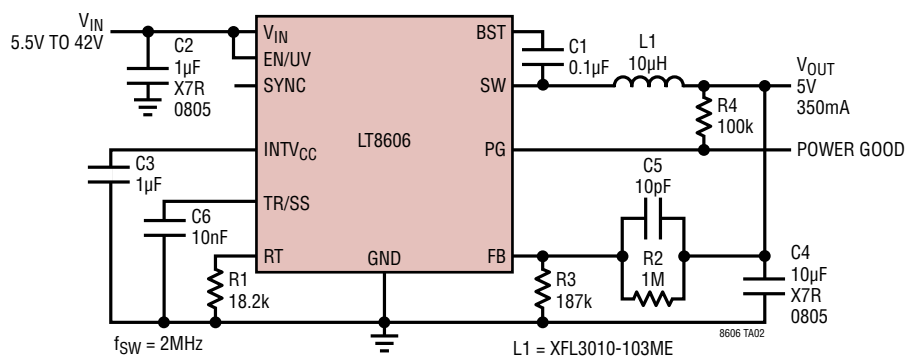 VIN
5.5V TO 42V
C2
1µF
X7R
0805
VIN
EN/UV
SYNC
INTVCC
TR/SS
RT
LT8606
GND
BST
SW
PG
FB
C1
0.1µF
L1
10µH
VOUT
5V
350mA
R4
100k
POWER GOOD
C3
1µF
C6
10nF
R1
18.2k
C5
10pF
R2
1M
R3
187k
C4
10µF
X7R
0805
8606 TA02
fSW = 2MHz
L1 = XFL3010-103ME